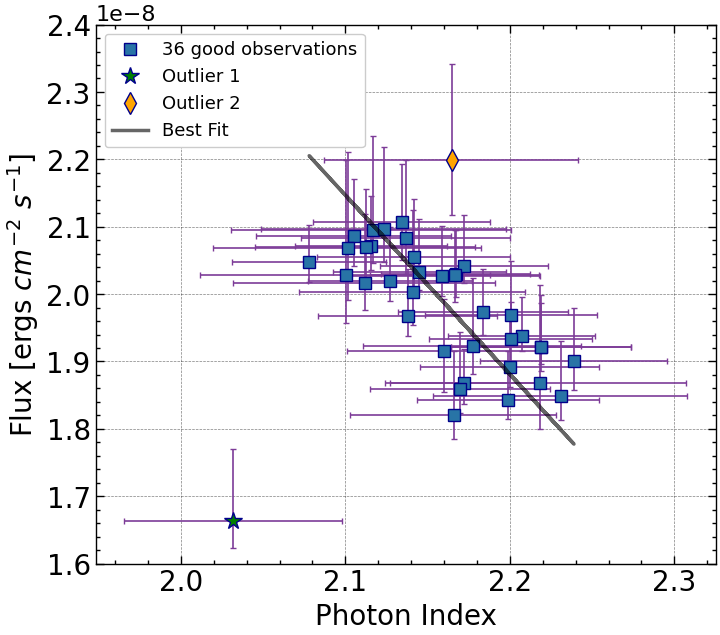 1e−8
2.4
2.3
2.2
2.1
2.0
1.9
1.8
1.7
1.6
Flux [ergs cm⁻² s⁻¹]
36 good observations
Outlier 1
Outlier 2
Best Fit
2.0 2.1 2.2 2.3
Photon Index